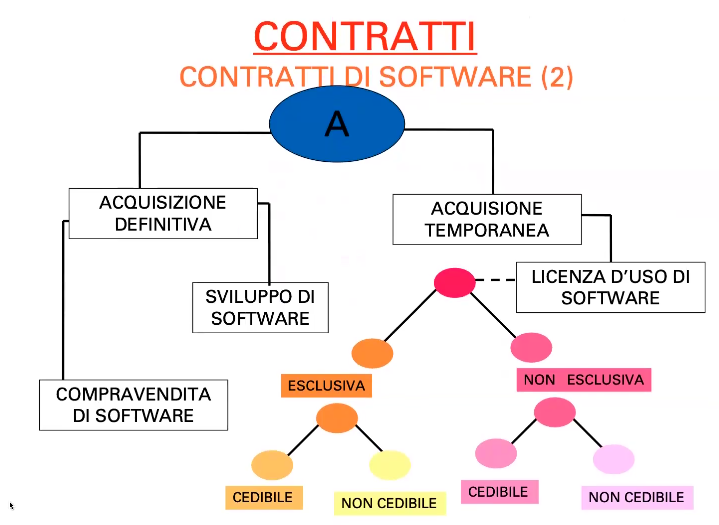 CONTRATTI
CONTRATTI DI SOFTWARE (2)
A
ACQUISIZIONE
DEFINITIVA
ACQUISIONE
TEMPORANEA
SVILUPPO DI
SOFTWARE
LICENZA D'USO DI
SOFTWARE
COMPRAVENDITA
DI SOFTWARE
ESCLUSIVA
NON ESCLUSIVA
CEDIBILE
NON CEDIBILE
CEDIBILE
NON CEDIBILE